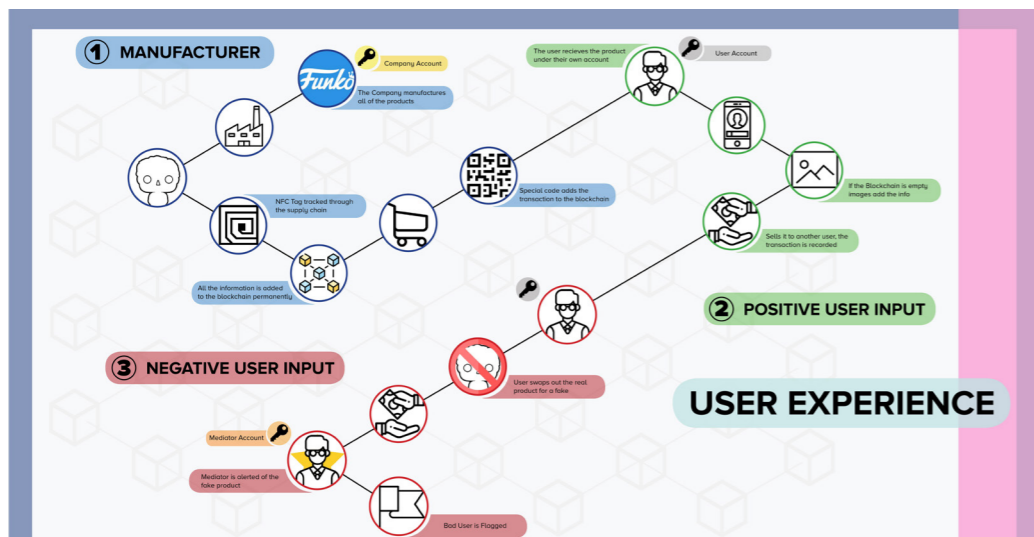 1 MANUFACTURER
Funko
Company Account
The Company manufactures
all of the products
NFC Tag tracked through
the supply chain
All the information is added
to the blockchain permanently
Special code adds the
transaction to the blockchain
The user recieves the product
under their own account
User Account
If the Blockchain is empty
images add the info
Sells it to another user, the
transaction is recorded
2 POSITIVE USER INPUT
3 NEGATIVE USER INPUT
User swaps out the real
product for a fake
USER EXPERIENCE
Mediator Account
Mediator is alerted of the
fake product
Bad User is Flagged